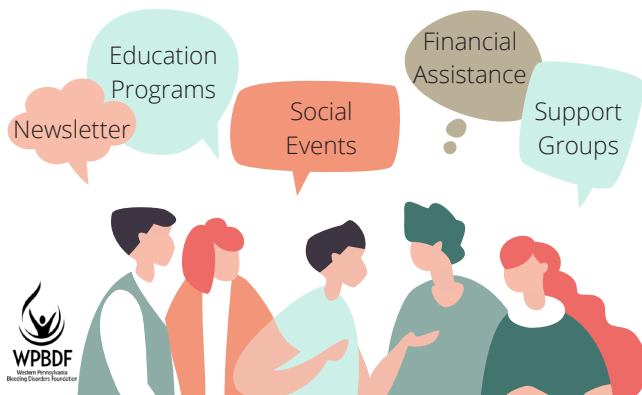 Education
Programs
Newsletter
Social
Events
Financial
Assistance
Support
Groups
WPBDF
Western Pennsylvania
Bleeding Disorders Foundation